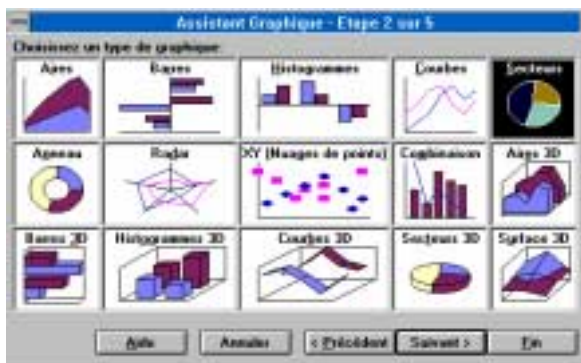 Assistant Graphique - Etape 2 sur 5
Choisissez un type de graphique
Aires Barres Histogrammes Courbes Secteurs
Anneau Radar XY (Nuages de points) Combinaison Aires 3D
Barres 3D Histogrammes 3D Courbes 3D Secteurs 3D Surface 3D
Aide Annuler < Précédent Suivant > Fin